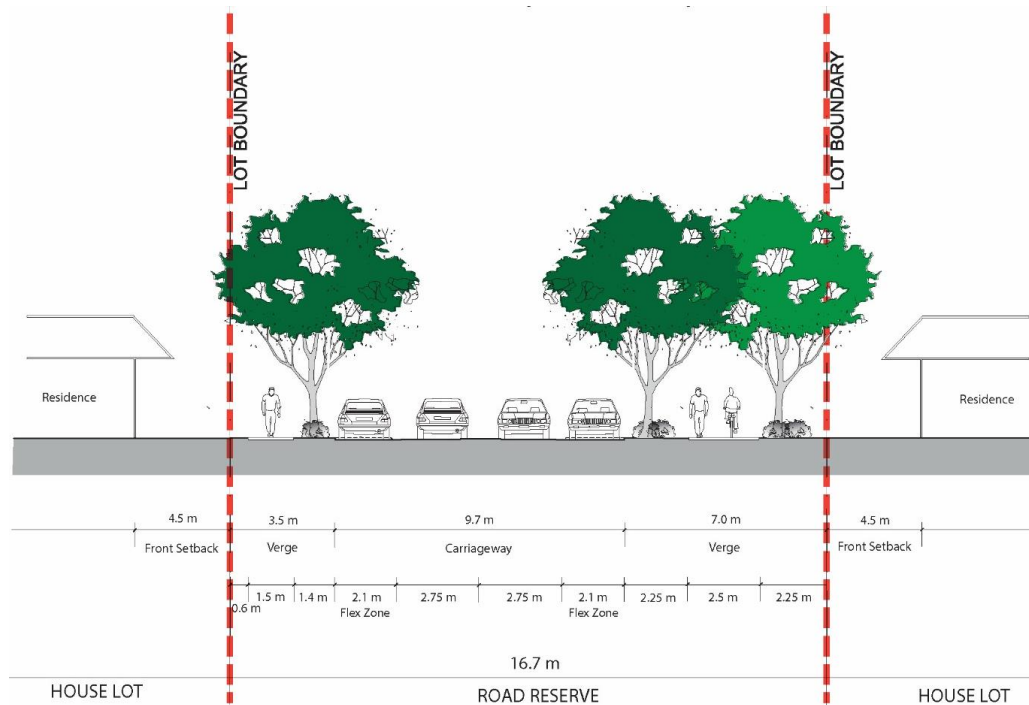 LOT BOUNDARY
LOT BOUNDARY
Residence
Residence
4.5 m
3.5 m
9.7 m
7.0 m
4.5 m
Front Setback
Verge
Carriageway
Verge
Front Setback
0.6 m
1.5 m
1.4 m
2.1 m
2.75 m
2.75 m
2.1 m
2.25 m
2.5 m
2.25 m
Flex Zone
Flex Zone
16.7 m
HOUSE LOT
ROAD RESERVE
HOUSE LOT